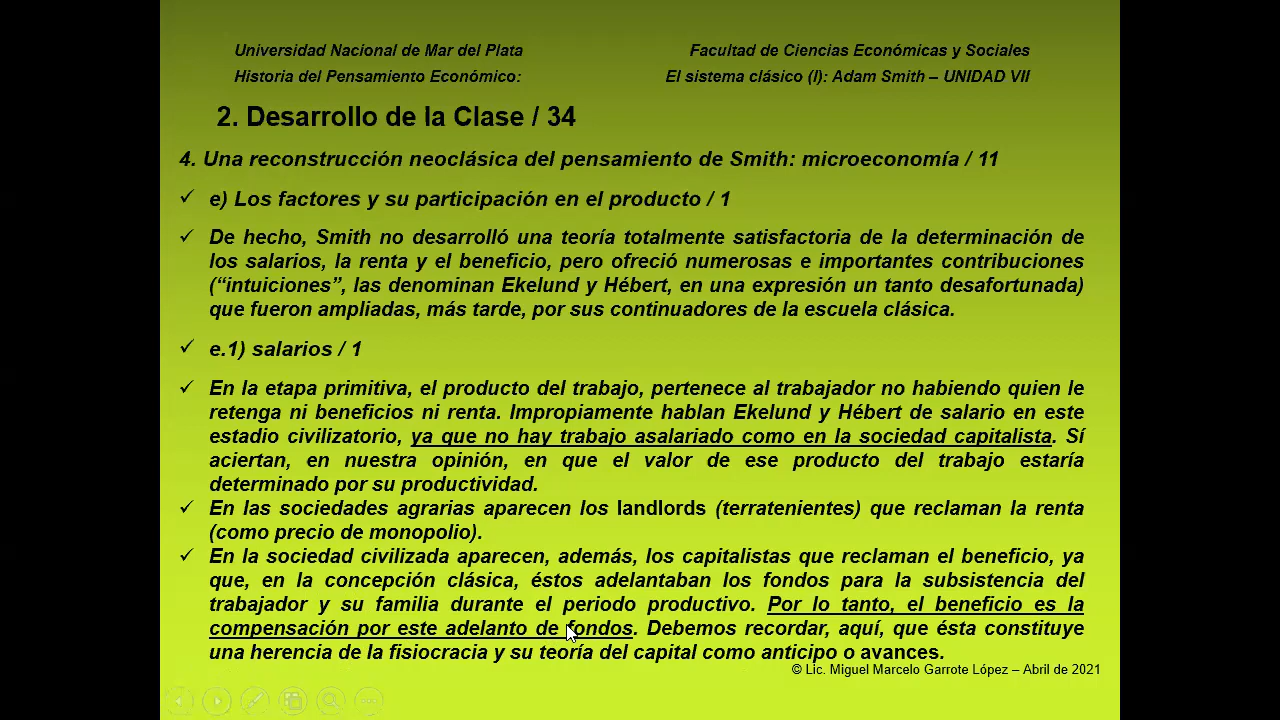 Universidad Nacional de Mar del Plata Facultad de Ciencias Económicas y Sociales
Historia del Pensamiento Económico: El sistema clásico (I): Adam Smith – UNIDAD VII
2. Desarrollo de la Clase / 34
4. Una reconstrucción neoclásica del pensamiento de Smith: microeconomía / 11
✓ e) Los factores y su participación en el producto / 1
✓ De hecho, Smith no desarrolló una teoría totalmente satisfactoria de la determinación de
los salarios, la renta y el beneficio, pero ofreció numerosas e importantes contribuciones
(“intuiciones”, las denominan Ekelund y Hébert, en una expresión un tanto desafortunada)
que fueron ampliadas, más tarde, por sus continuadores de la escuela clásica.
✓ e.1) salarios / 1
✓ En la etapa primitiva, el producto del trabajo, pertenece al trabajador no habiendo quien le
retenga ni beneficios ni renta. Impropiamente hablan Ekelund y Hébert de salario en este
estadio civilizatorio, ya que no hay trabajo asalariado como en la sociedad capitalista. Sí
aciertan, en nuestra opinión, en que el valor de ese producto del trabajo estaría
determinado por su productividad.
✓ En las sociedades agrarias aparecen los landlords (terratenientes) que reclaman la renta
(como precio de monopolio).
✓ En la sociedad civilizada aparecen, además, los capitalistas que reclaman el beneficio, ya
que, en la concepción clásica, éstos adelantaban los fondos para la subsistencia del
trabajador y su familia durante el periodo productivo. Por lo tanto, el beneficio es la
compensación por este adelanto de fondos. Debemos recordar, aquí, que ésta constituye
una herencia de la fisiocracia y su teoría del capital como anticipo o avances.
© Lic. Miguel Marcelo Garrote López – Abril de 2021